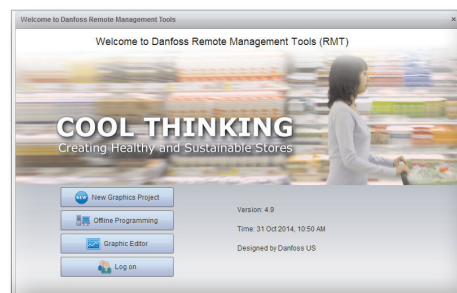 Welcome to Danfoss Remote Management Tools
Welcome to Danfoss Remote Management Tools (RMT)
COOL THINKING
Creating Healthy and Sustainable Stores
NEW New Graphics Project
Offline Programming
Graphic Editor
Log on
Version: 4.9
Time: 31 Oct 2014, 10:50 AM
Designed by Danfoss US